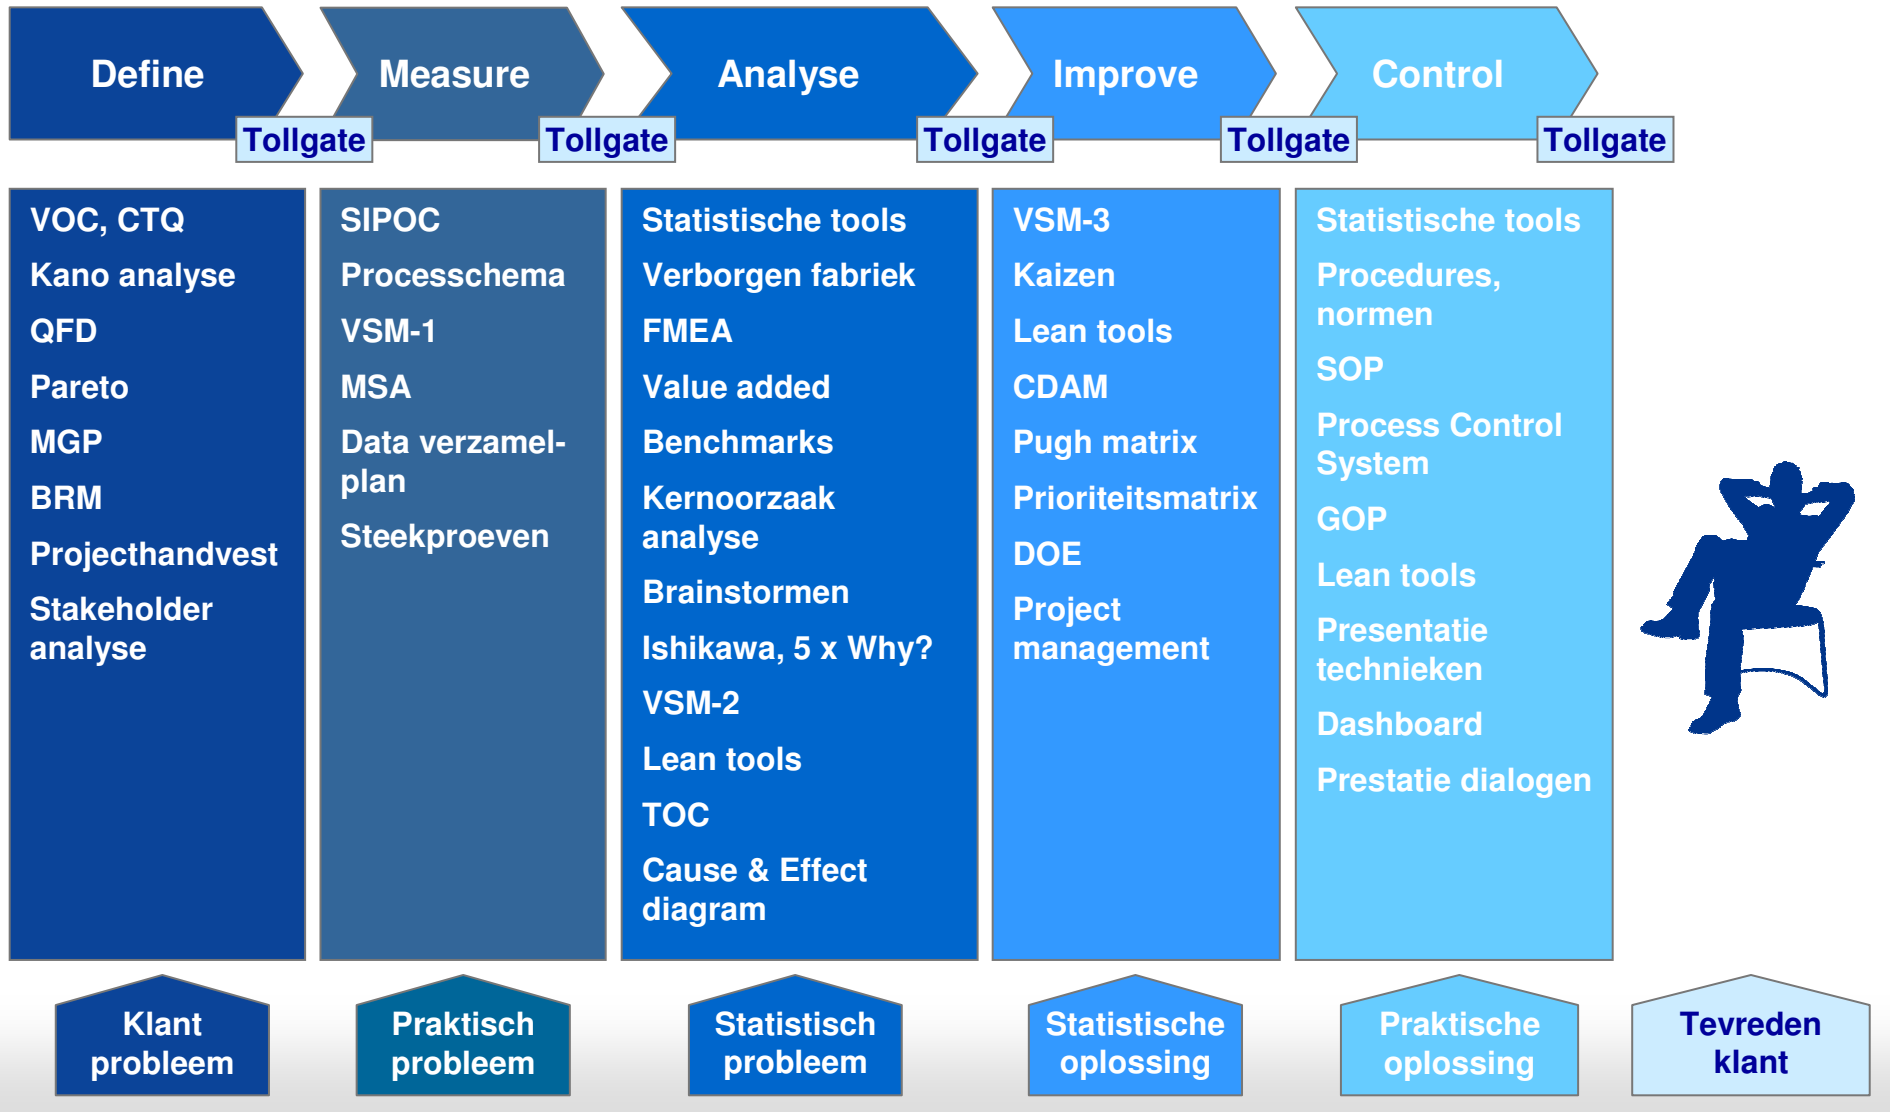 Define
Measure
Analyse
Improve
Control
Tollgate
Tollgate
Tollgate
Tollgate
Tollgate
VOC, CTQ
Kano analyse
QFD
Pareto
MGP
BRM
Projecthandvest
Stakeholder
analyse
SIPOC
Processchema
VSM-1
MSA
Data verzamel-
plan
Steekproeven
Statistische tools
Verborgen fabriek
FMEA
Value added
Benchmarks
Kernoorzaak
analyse
Brainstormen
Ishikawa, 5 x Why?
VSM-2
Lean tools
TOC
Cause & Effect
diagram
VSM-3
Kaizen
Lean tools
CDAM
Pugh matrix
Prioriteitsmatrix
DOE
Project
management
Statistische tools
Procedures,
normen
SOP
Process Control
System
GOP
Lean tools
Presentatie
technieken
Dashboard
Prestatie dialogen
Klant
probleem
Praktisch
probleem
Statistisch
probleem
Statistische
oplossing
Praktische
oplossing
Tevreden
klant